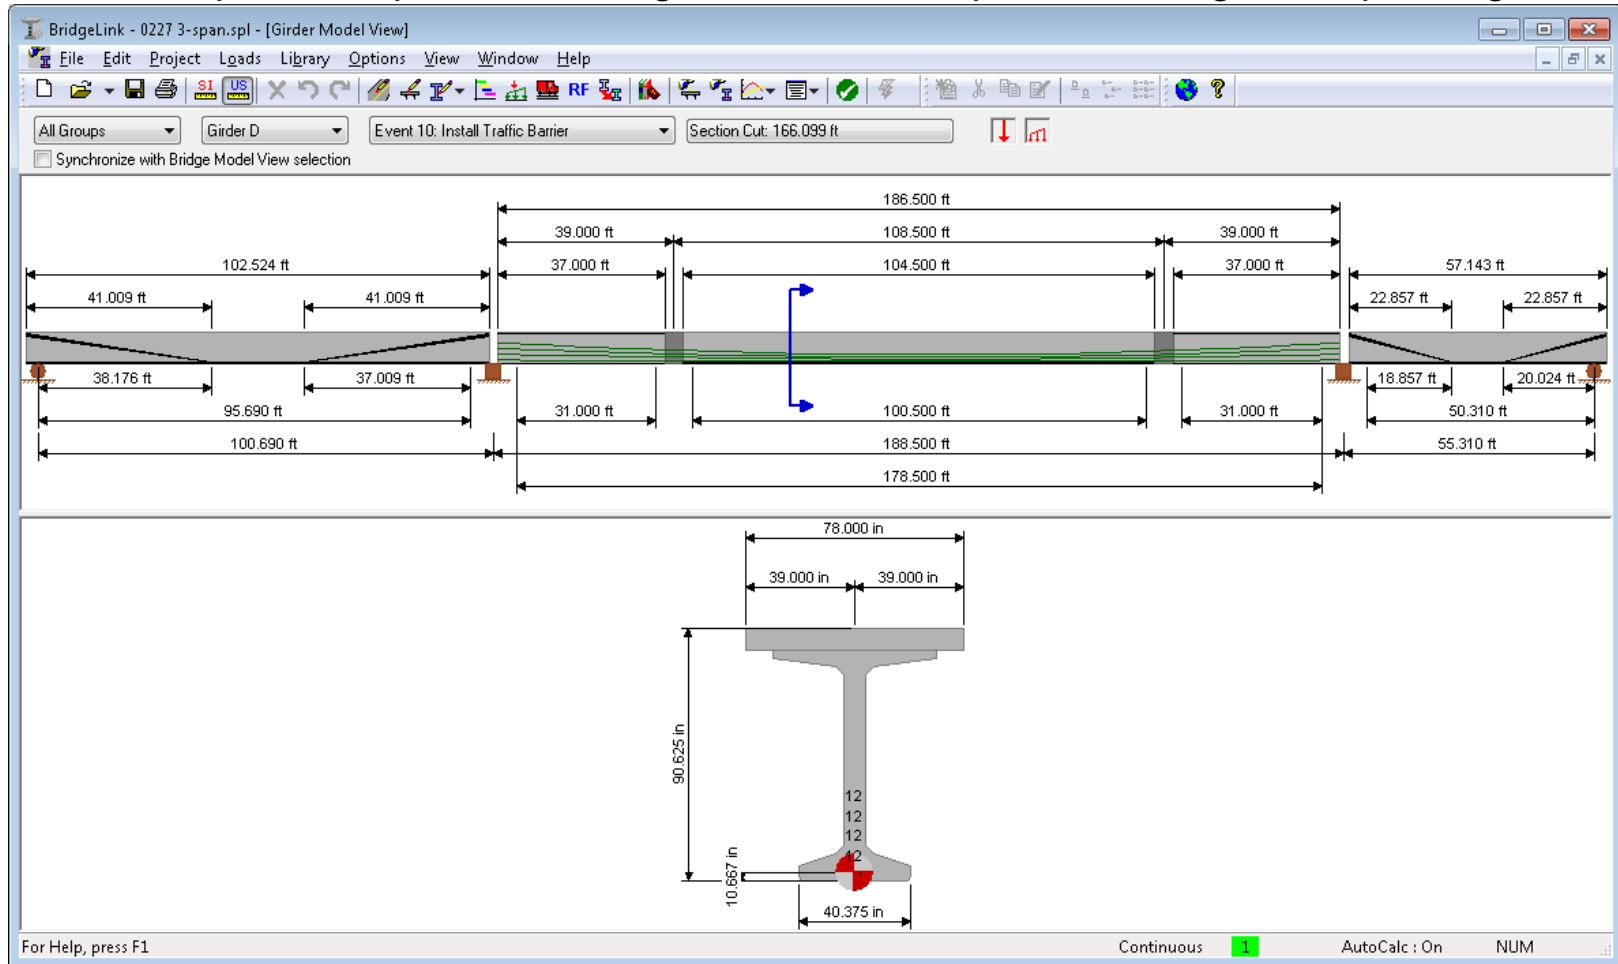 BridgeLink - 0227 3-span.spl - [Girder Model View]
File Edit Project Loads Library Options View Window Help
SI US RF
All Groups Girder D Event 10: Install Traffic Barrier Section Cut: 166.099 ft
Synchronize with Bridge Model View selection
186.500 ft
39.000 ft 108.500 ft 39.000 ft
102.524 ft 37.000 ft 104.500 ft 37.000 ft 57.143 ft
41.009 ft 41.009 ft 22.857 ft 22.857 ft
38.176 ft 37.009 ft 18.857 ft 20.024 ft
95.690 ft 31.000 ft 100.500 ft 31.000 ft 50.310 ft
100.690 ft 188.500 ft 55.310 ft
178.500 ft
78.000 in
39.000 in 39.000 in
90.625 in
12
12
12
12
10.667 in
40.375 in
For Help, press F1 Continuous 1 AutoCalc : On NUM